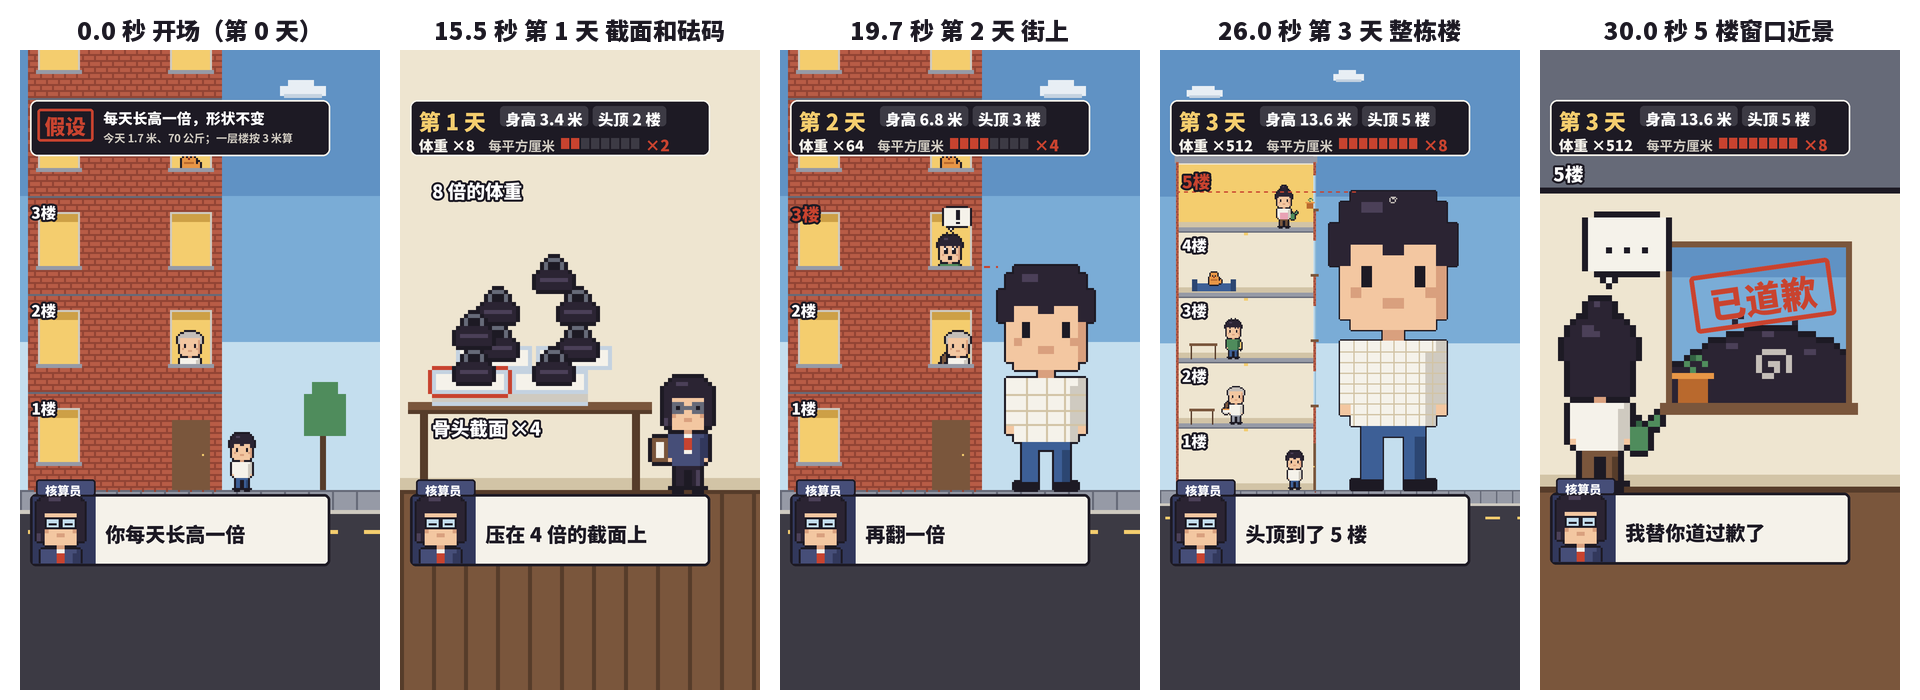 0.0 秒 开场（第 0 天）
假设
每天长高一倍，形状不变
今天 1.7 米、70 公斤；一层楼按 3 米算
3楼
2楼
1楼
核算员
你每天长高一倍
15.5 秒 第 1 天 截面和砝码
第 1 天
身高 3.4 米
头顶 2 楼
体重 ×8
每平方厘米
×2
8 倍的体重
骨头截面 ×4
核算员
压在 4 倍的截面上
19.7 秒 第 2 天 街上
第 2 天
身高 6.8 米
头顶 3 楼
体重 ×64
每平方厘米
×4
3楼
!
2楼
1楼
核算员
再翻一倍
26.0 秒 第 3 天 整栋楼
第 3 天
身高 13.6 米
头顶 5 楼
体重 ×512
每平方厘米
×8
5楼
4楼
3楼
2楼
1楼
核算员
头顶到了 5 楼
30.0 秒 5 楼窗口近景
第 3 天
身高 13.6 米
头顶 5 楼
体重 ×512
每平方厘米
×8
5楼
...
已道歉
核算员
我替你道过歉了